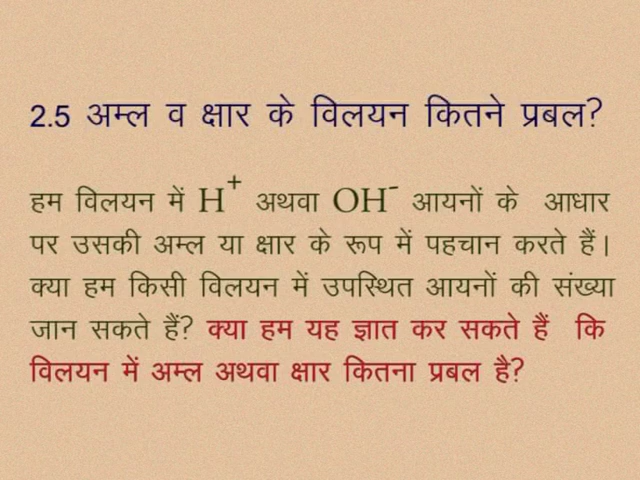 2.5 अम्ल व क्षार के विलयन कितने प्रबल?
हम विलयन में H⁺ अथवा OH⁻ आयनों के आधार
पर उसकी अम्ल या क्षार के रूप में पहचान करते हैं।
क्या हम किसी विलयन में उपस्थित आयनों की संख्या
जान सकते हैं? क्या हम यह ज्ञात कर सकते हैं कि
विलयन में अम्ल अथवा क्षार कितना प्रबल है?